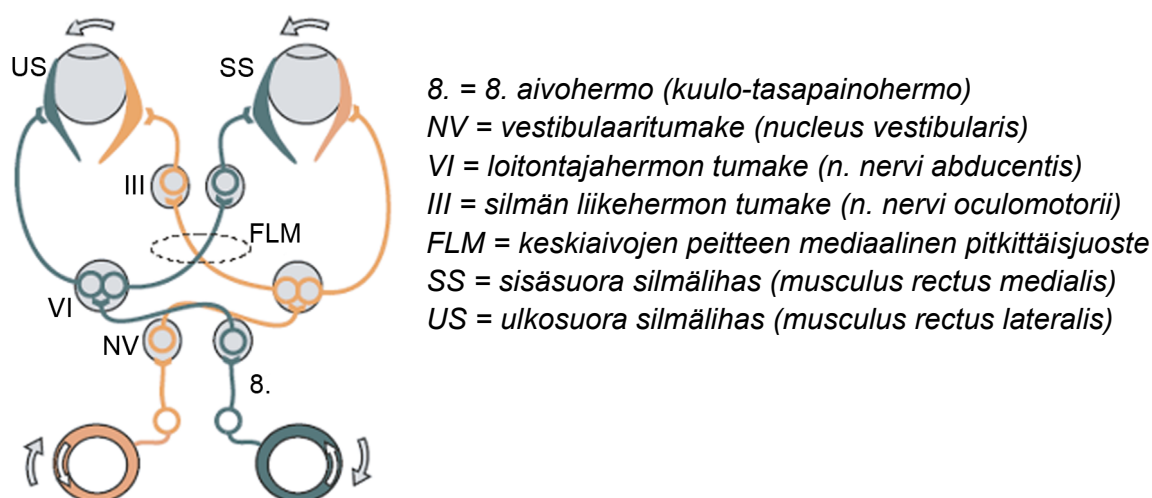 US
SS
III
FLM
VI
NV
8.
8. = 8. aivohermo (kuulo-tasapainohermo)
NV = vestibulaaritumake (nucleus vestibularis)
VI = loitontajahermon tumake (n. nervi abducentis)
III = silmän liikehermon tumake (n. nervi oculomotorii)
FLM = keskiaivojen peitteen mediaalinen pitkittäisjuoste
SS = sisäsuora silmälihas (musculus rectus medialis)
US = ulkosuora silmälihas (musculus rectus lateralis)